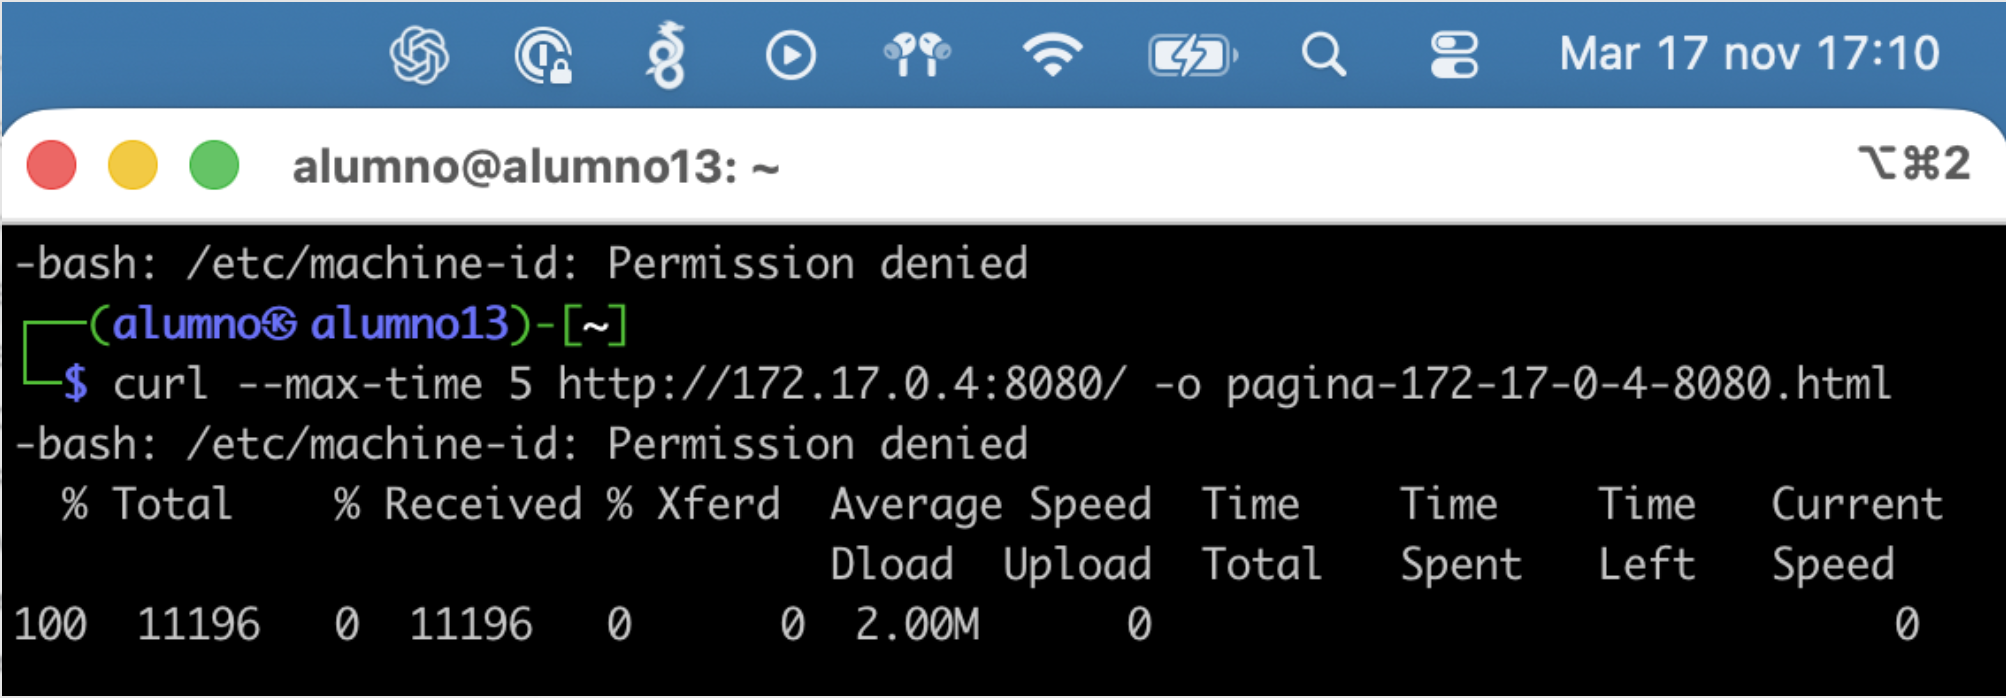 Mar 17 nov 17:10
alumno@alumno13: ~ ⌥⌘2
-bash: /etc/machine-id: Permission denied
┌──(alumno㉿ alumno13)-[~]
└─$ curl --max-time 5 http://172.17.0.4:8080/ -o pagina-172-17-0-4-8080.html
-bash: /etc/machine-id: Permission denied
  % Total    % Received % Xferd  Average Speed  Time    Time    Time   Current
                                 Dload  Upload  Total   Spent   Left   Speed
100  11196   0  11196   0      0  2.00M      0                              0